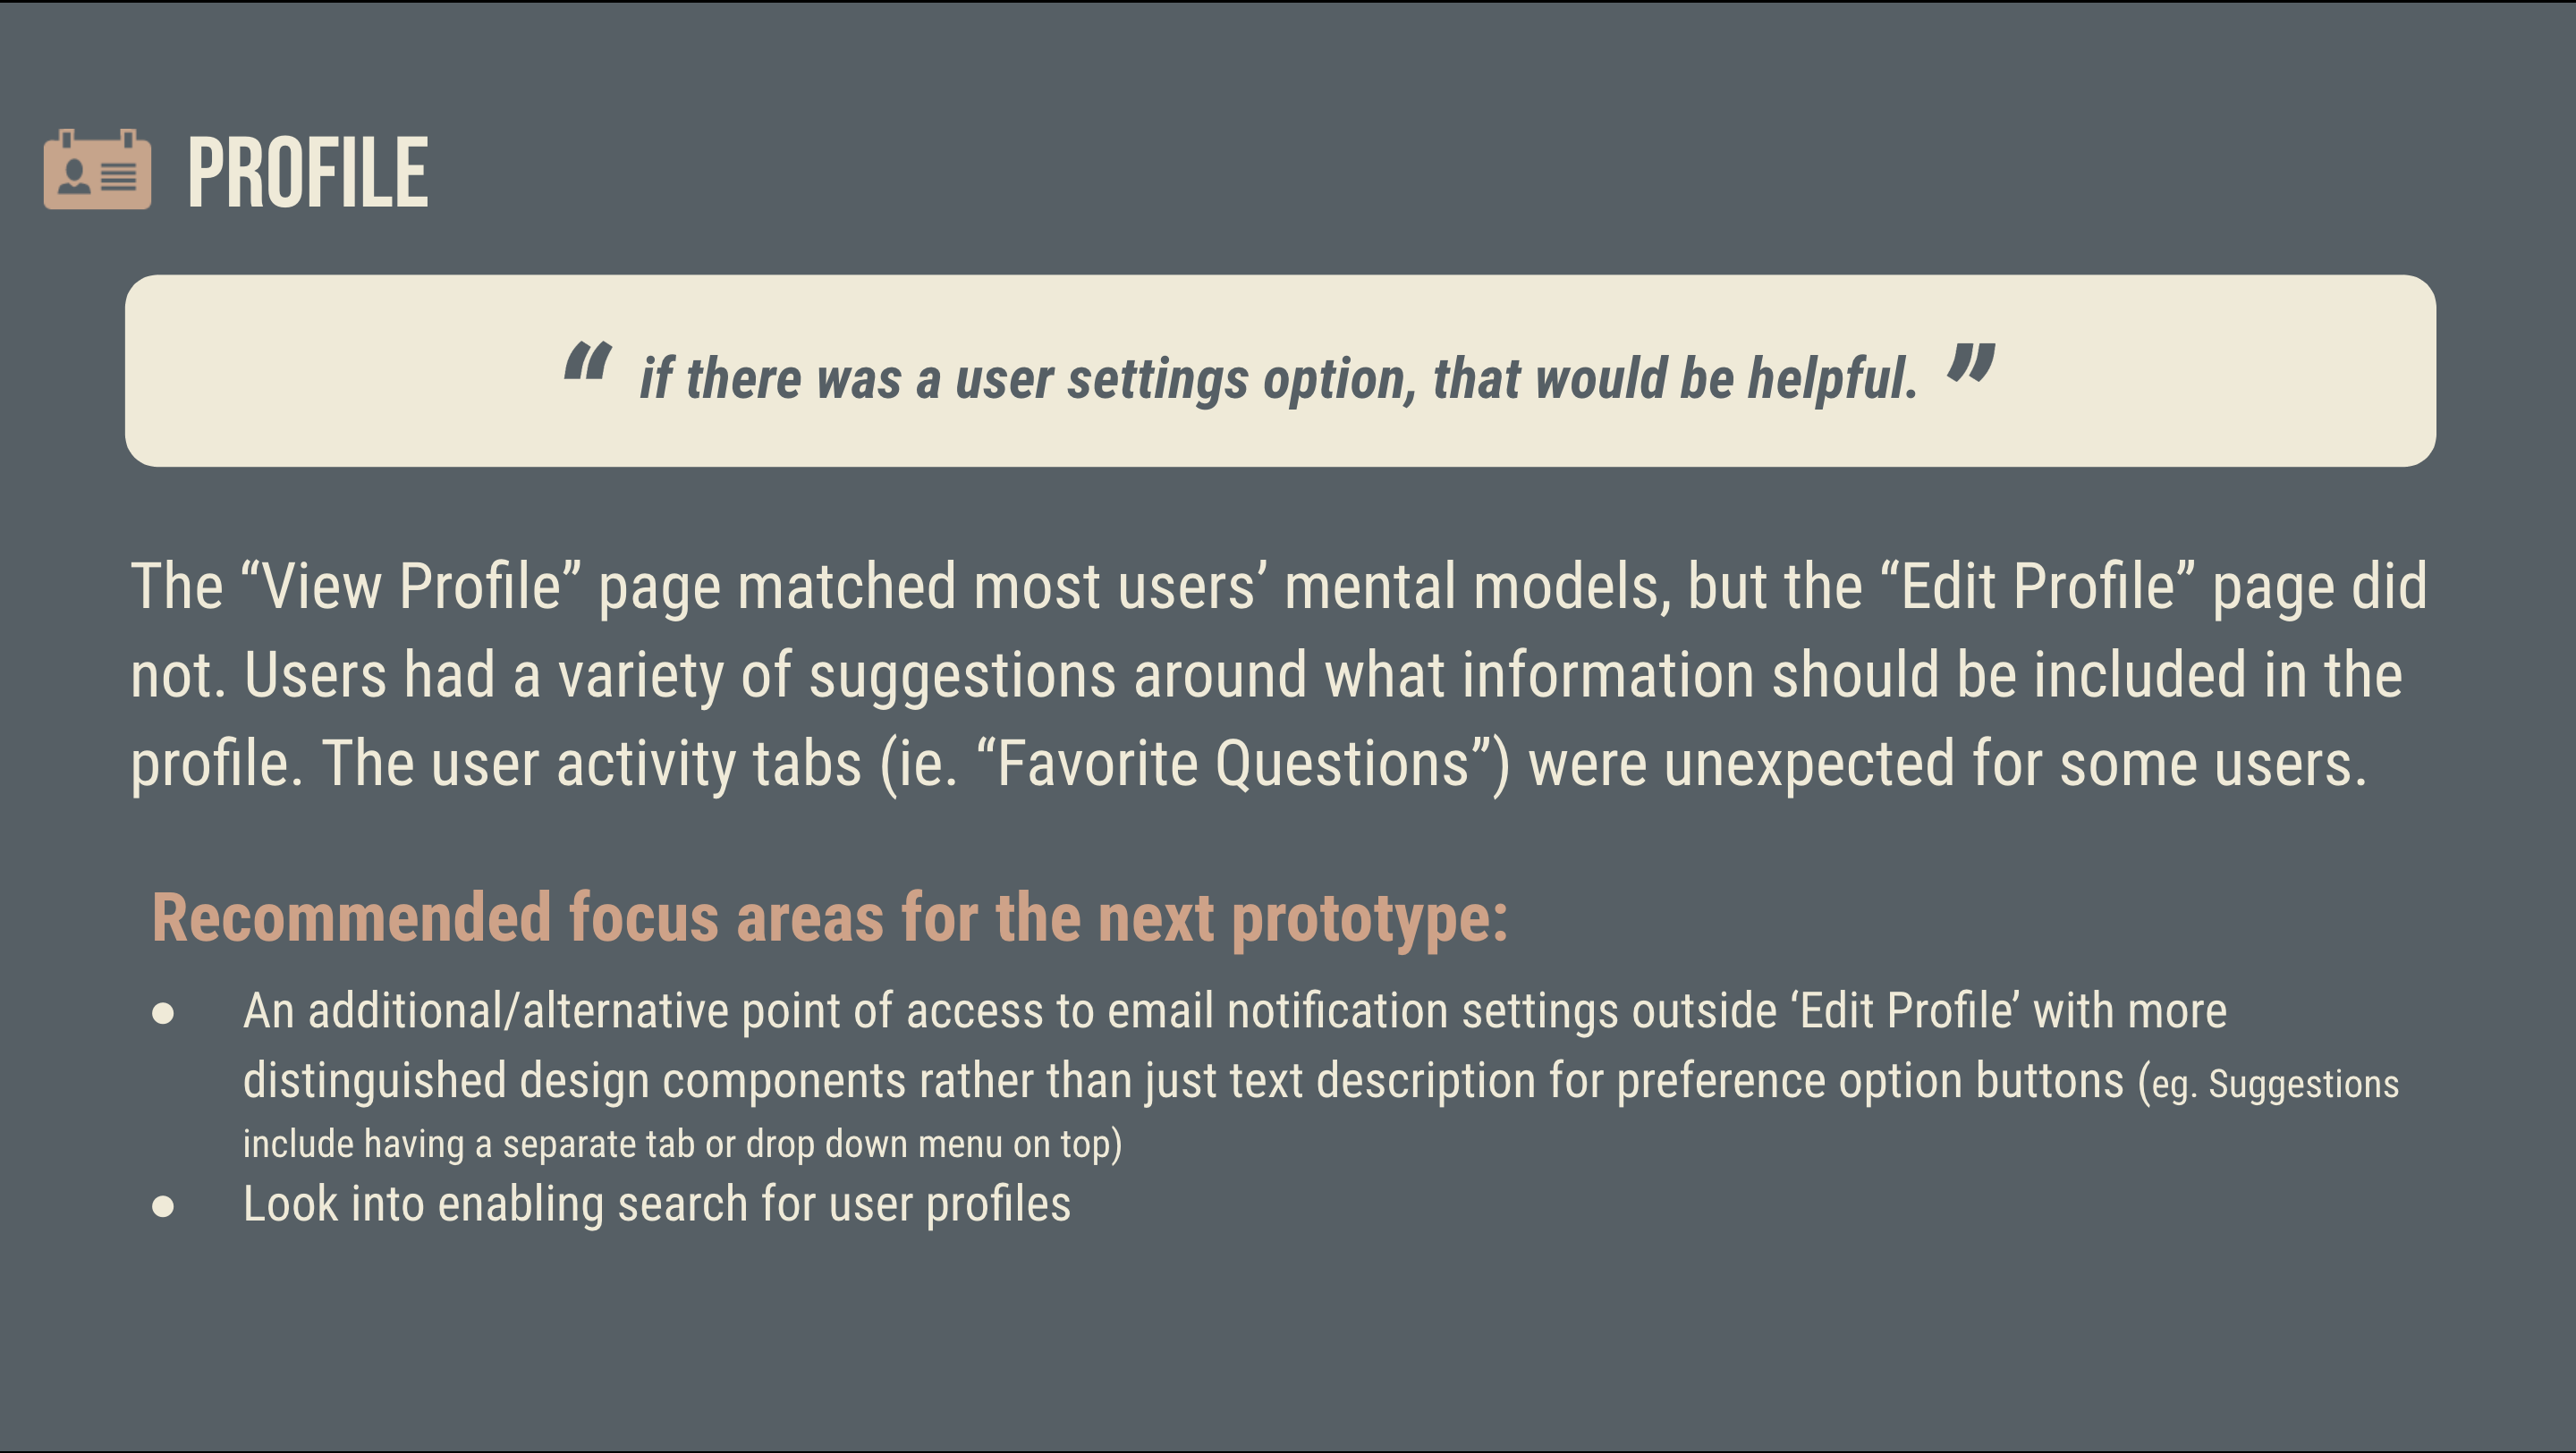 PROFILE
“ if there was a user settings option, that would be helpful. ”
The “View Profile” page matched most users’ mental models, but the “Edit Profile” page did
not. Users had a variety of suggestions around what information should be included in the
profile. The user activity tabs (ie. “Favorite Questions”) were unexpected for some users.
Recommended focus areas for the next prototype:
● An additional/alternative point of access to email notification settings outside ‘Edit Profile’ with more
distinguished design components rather than just text description for preference option buttons (eg. Suggestions
include having a separate tab or drop down menu on top)
● Look into enabling search for user profiles